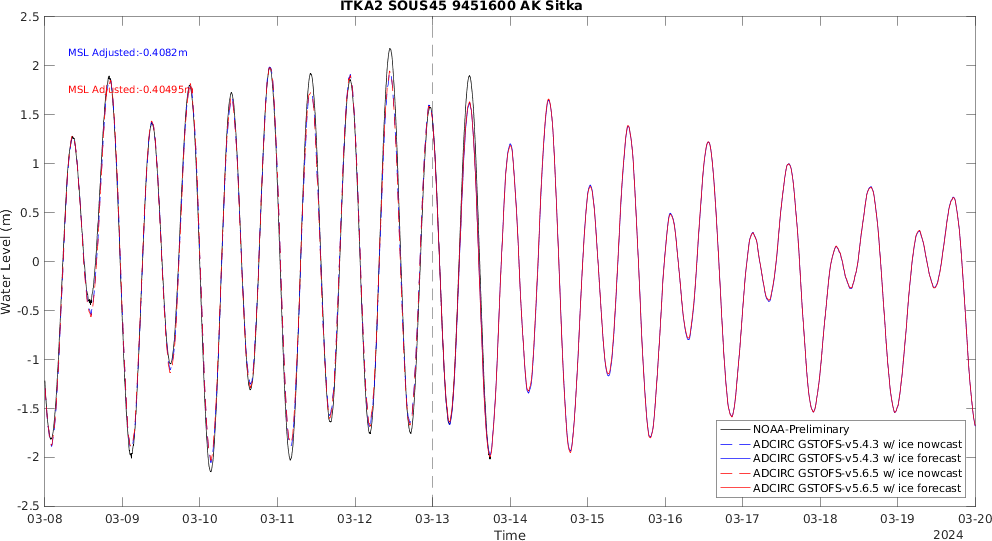 ITKA2 SOUS45 9451600 AK Sitka
MSL Adjusted:-0.4082m
MSL Adjusted:-0.40495m
Water Level (m)
2.5
2
1.5
1
0.5
0
-0.5
-1
-1.5
-2
-2.5
NOAA-Preliminary
ADCIRC GSTOFS-v5.4.3 w/ ice nowcast
ADCIRC GSTOFS-v5.4.3 w/ ice forecast
ADCIRC GSTOFS-v5.6.5 w/ ice nowcast
ADCIRC GSTOFS-v5.6.5 w/ ice forecast
03-08 03-09 03-10 03-11 03-12 03-13 03-14 03-15 03-16 03-17 03-18 03-19 03-20
Time
2024